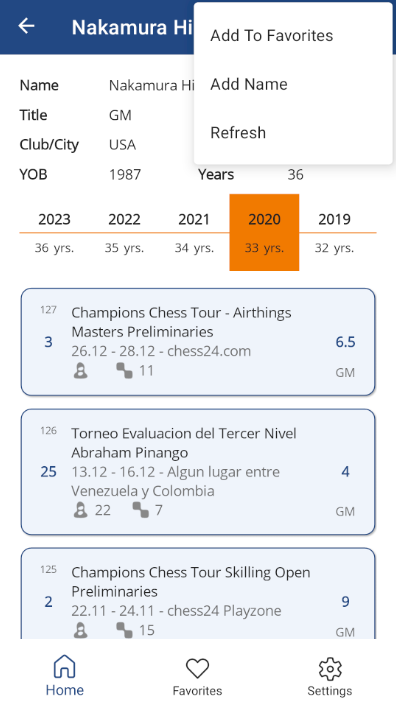 Nakamura Hi
Add To Favorites
Add Name
Refresh
Name Nakamura Hi
Title GM
Club/City USA
YOB 1987 Years 36
2023 2022 2021 2020 2019
36 yrs. 35 yrs. 34 yrs. 33 yrs. 32 yrs.
127 Champions Chess Tour - Airthings
Masters Preliminaries
3 6.5
26.12 - 28.12 - chess24.com
11 GM
126 Torneo Evaluacion del Tercer Nivel
Abraham Pinango
25 13.12 - 16.12 - Algun lugar entre 4
Venezuela y Colombia
22 7 GM
125 Champions Chess Tour Skilling Open
Preliminaries
2 9
22.11 - 24.11 - chess24 Playzone
15 GM
Home Favorites Settings